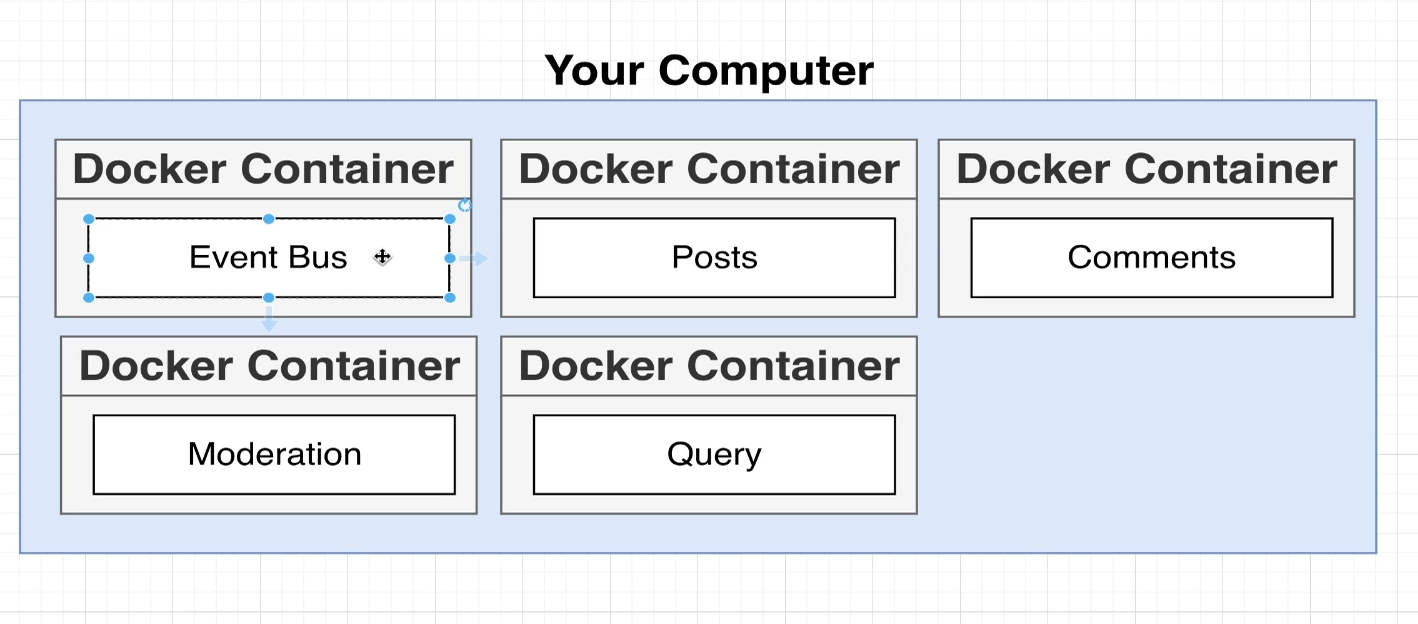 Your Computer
Docker Container
Event Bus
Docker Container
Posts
Docker Container
Comments
Docker Container
Moderation
Docker Container
Query